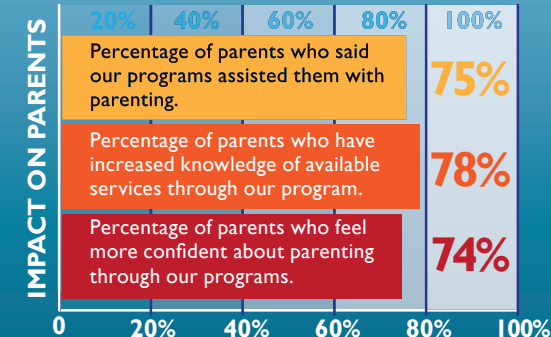 IMPACT ON PARENTS
20% 40% 60% 80% 100%
Percentage of parents who said
our programs assisted them with
parenting.
75%
Percentage of parents who have
increased knowledge of available
services through our program.
78%
Percentage of parents who feel
more confident about parenting
through our programs.
74%
0 20% 40% 60% 80% 100%